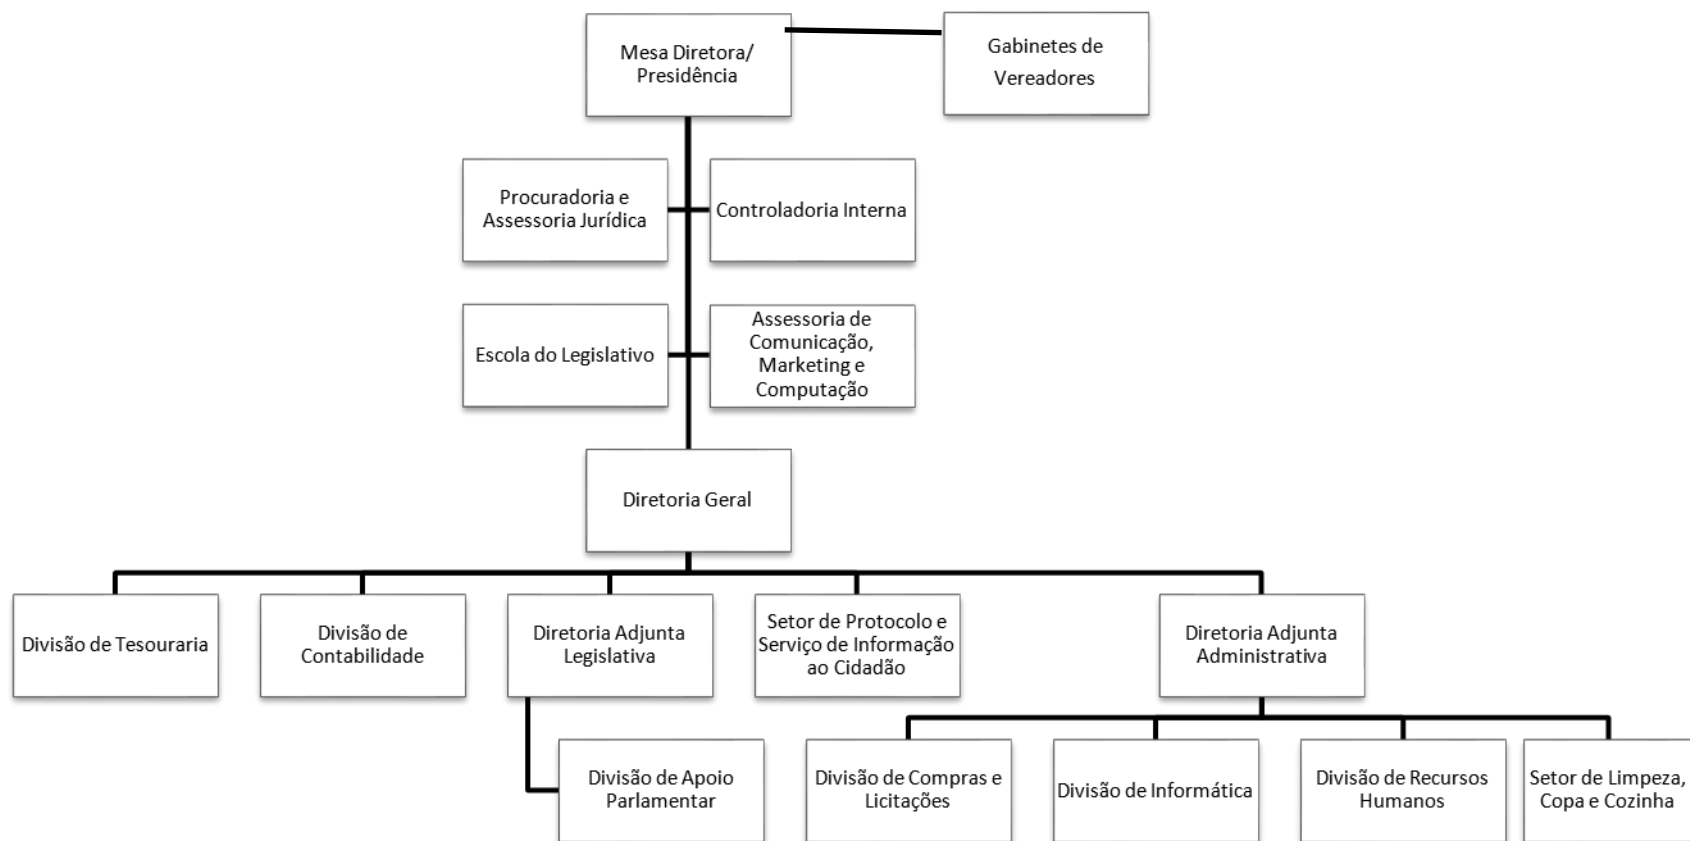 Mesa Diretora/
Presidência
Gabinetes de
Vereadores
Procuradoria e
Assessoria Jurídica
Controladoria Interna
Escola do Legislativo
Assessoria de
Comunicação,
Marketing e
Computação
Diretoria Geral
Divisão de Tesouraria
Divisão de
Contabilidade
Diretoria Adjunta
Legislativa
Setor de Protocolo e
Serviço de Informação
ao Cidadão
Diretoria Adjunta
Administrativa
Divisão de Apoio
Parlamentar
Divisão de Compras e
Licitações
Divisão de Informática
Divisão de Recursos
Humanos
Setor de Limpeza,
Copa e Cozinha